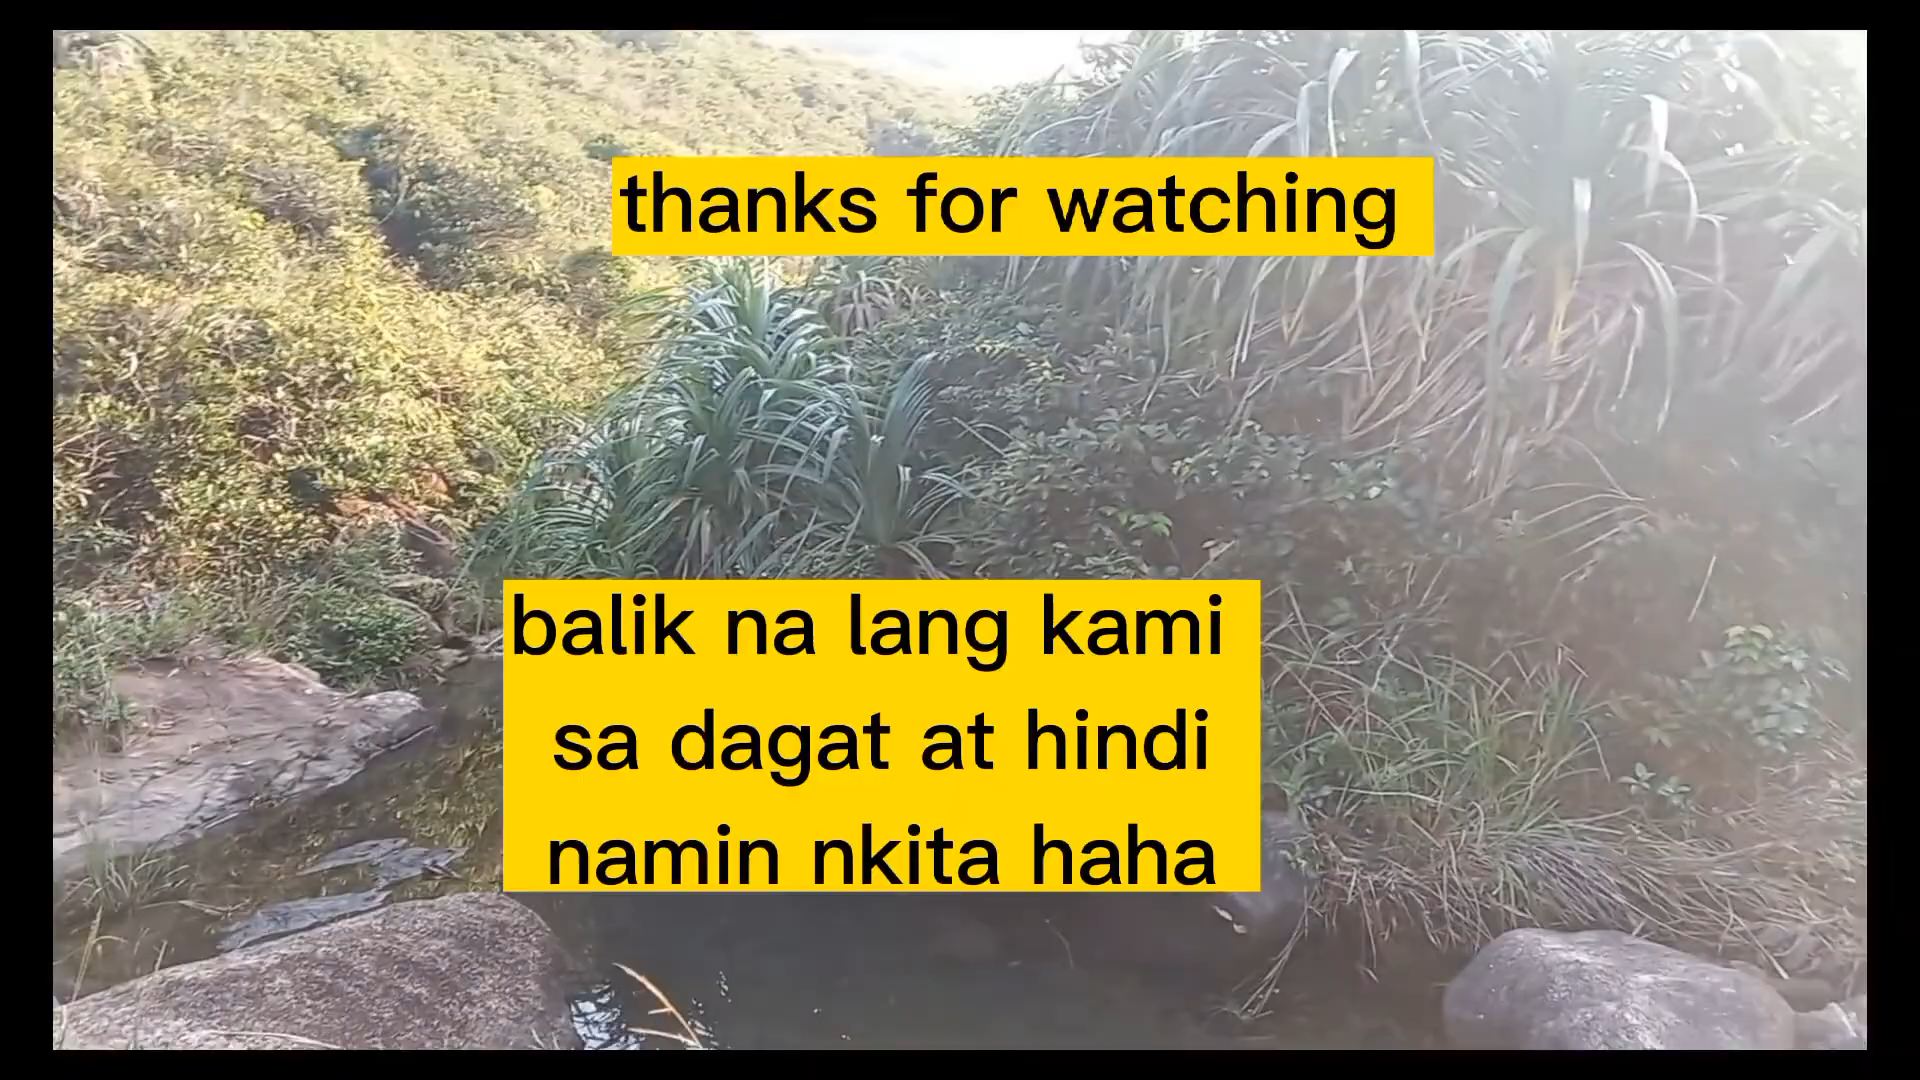 thanks for watching
balik na lang kami
sa dagat at hindi
namin nkita haha